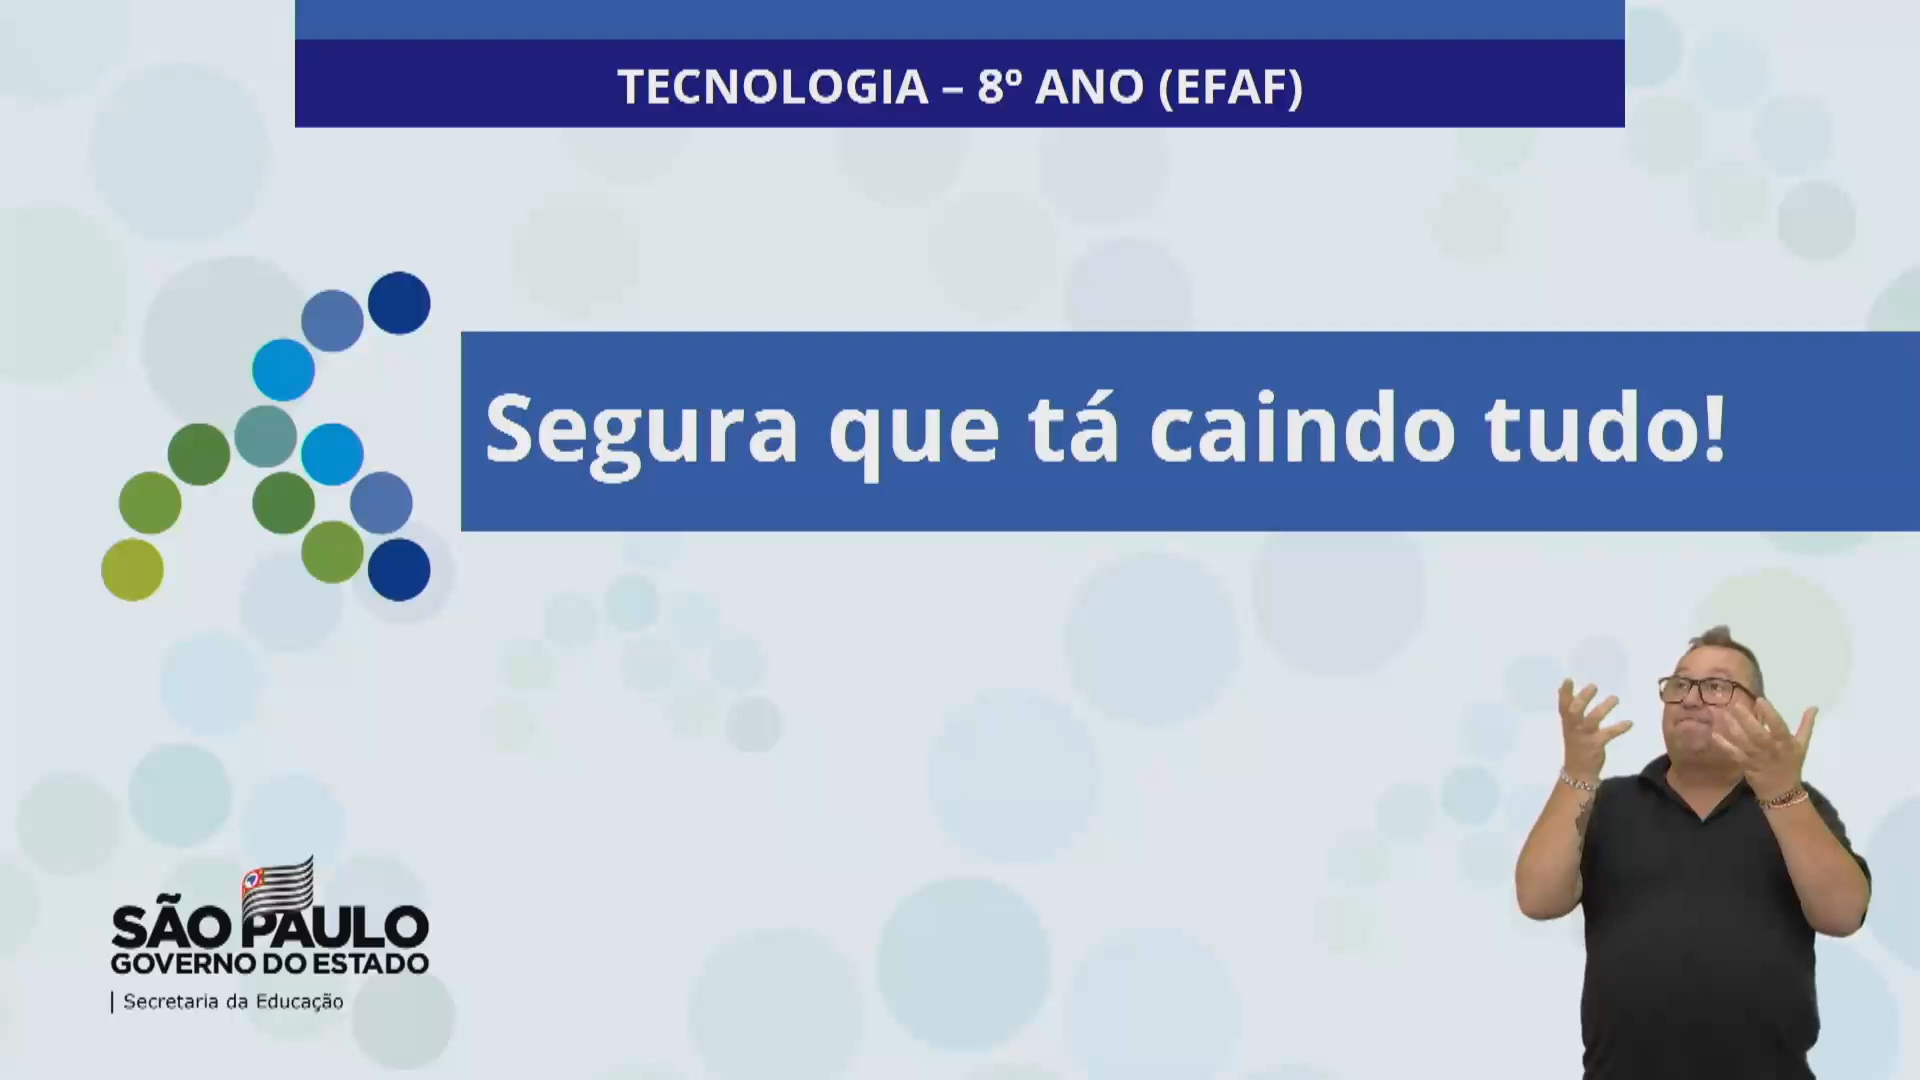 TECNOLOGIA – 8º ANO (EFAF)
Segura que tá caindo tudo!
SÃO PAULO
GOVERNO DO ESTADO
Secretaria da Educação